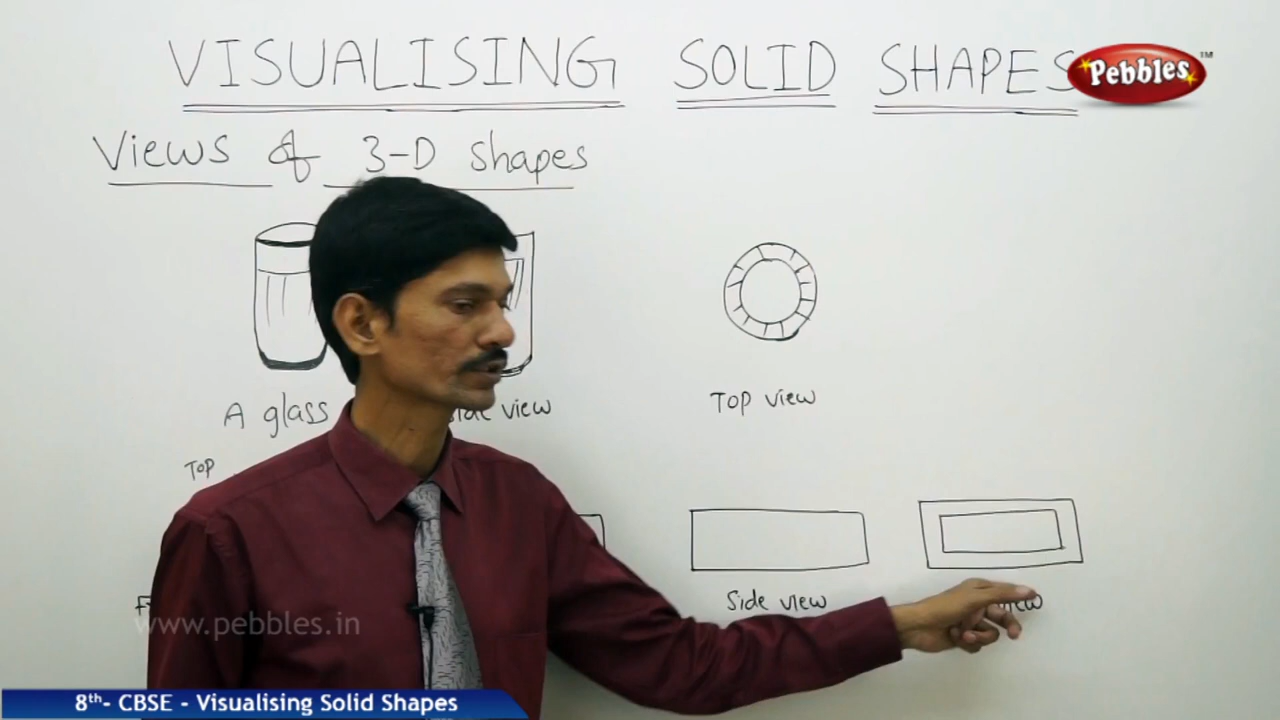 VISUALISING SOLID SHAPES
Pebbles™
Views of 3-D shapes
A glass
view
Top view
Top
Side view
www.pebbles.in
8th- CBSE - Visualising Solid Shapes